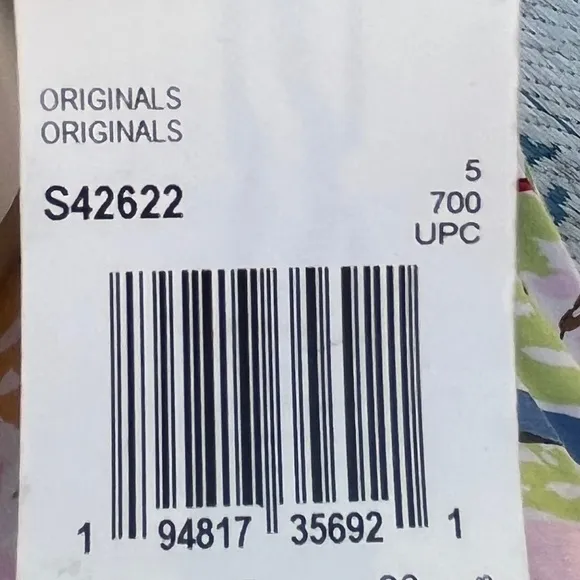 ORIGINALS
ORIGINALS
S42622
5
700
UPC
1 94817 35692 1